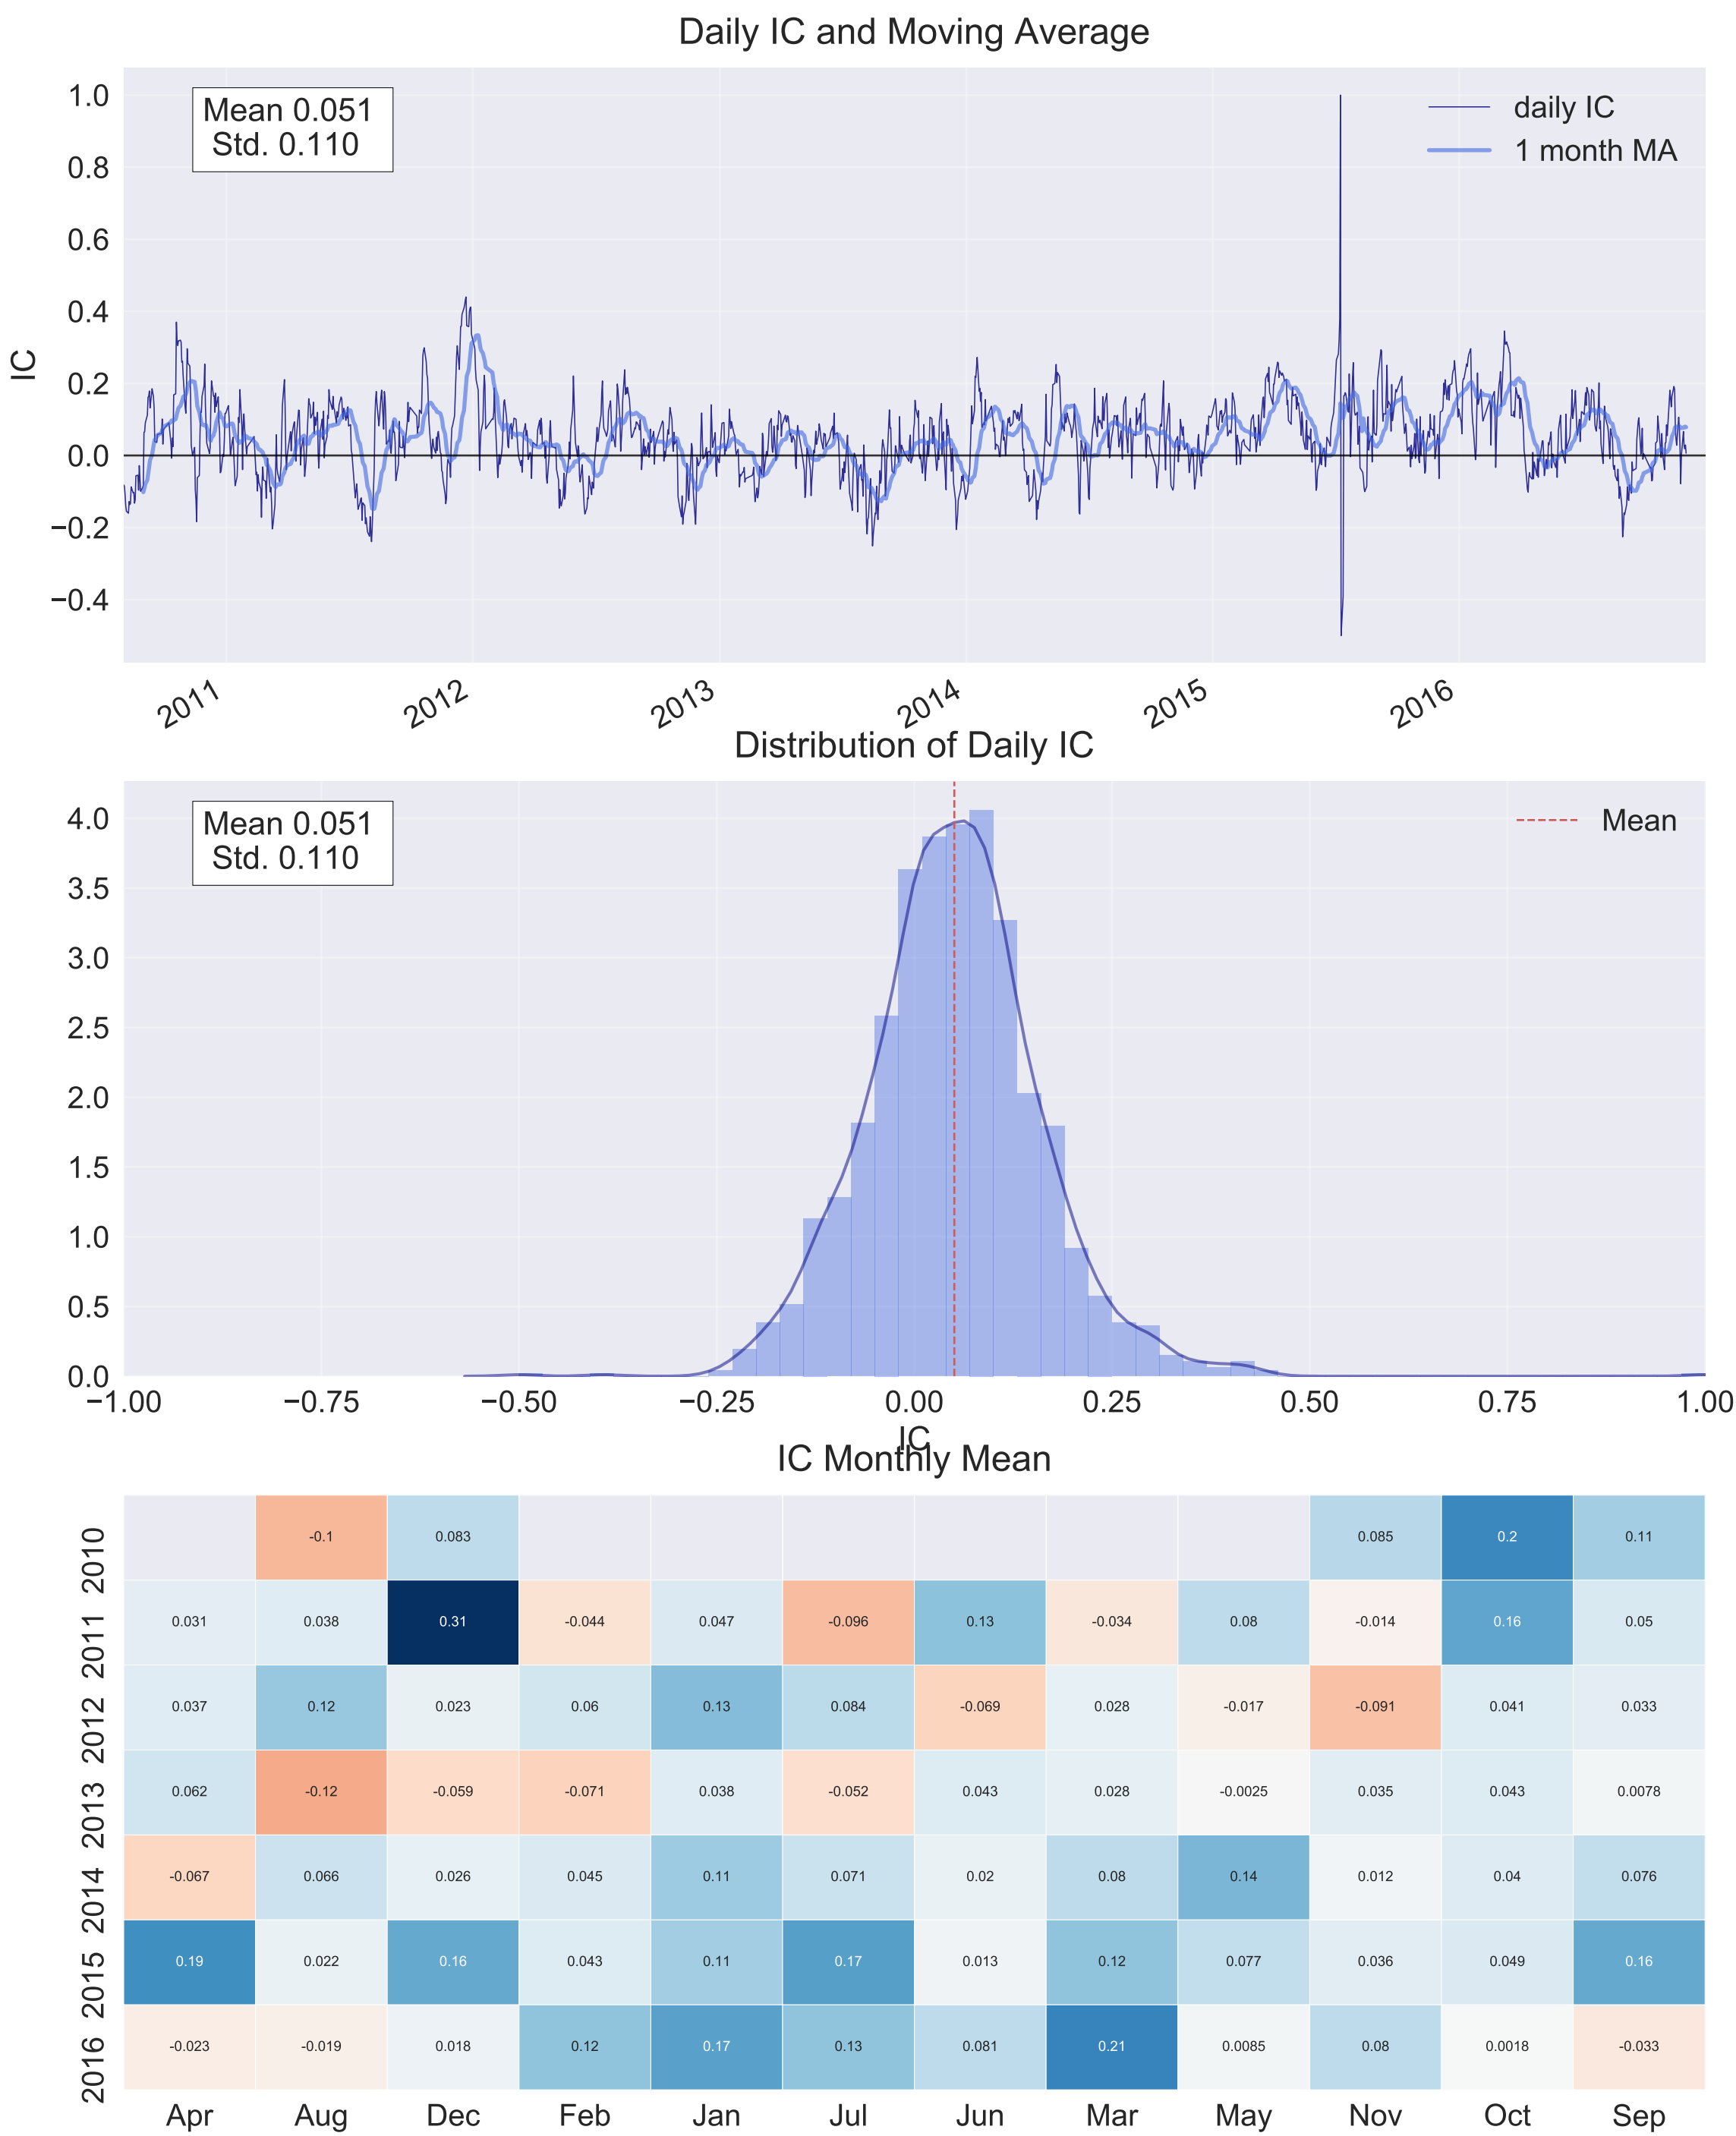 Daily IC and Moving Average
Mean 0.051
Std. 0.110
daily IC
1 month MA
1.0
0.8
0.6
0.4
0.2
0.0
−0.2
−0.4
IC
2011 2012 2013 2014 2015 2016
Distribution of Daily IC
Mean 0.051
Std. 0.110
Mean
4.0
3.5
3.0
2.5
2.0
1.5
1.0
0.5
0.0
−1.00 −0.75 −0.50 −0.25 0.00 0.25 0.50 0.75 1.00
IC
IC Monthly Mean
2010 -0.1 0.083 0.085 0.2 0.11
2011 0.031 0.038 0.31 -0.044 0.047 -0.096 0.13 -0.034 0.08 -0.014 0.16 0.05
2012 0.037 0.12 0.023 0.06 0.13 0.084 -0.069 0.028 -0.017 -0.091 0.041 0.033
2013 0.062 -0.12 -0.059 -0.071 0.038 -0.052 0.043 0.028 -0.0025 0.035 0.043 0.0078
2014 -0.067 0.066 0.026 0.045 0.11 0.071 0.02 0.08 0.14 0.012 0.04 0.076
2015 0.19 0.022 0.16 0.043 0.11 0.17 0.013 0.12 0.077 0.036 0.049 0.16
2016 -0.023 -0.019 0.018 0.12 0.17 0.13 0.081 0.21 0.0085 0.08 0.0018 -0.033
Apr Aug Dec Feb Jan Jul Jun Mar May Nov Oct Sep